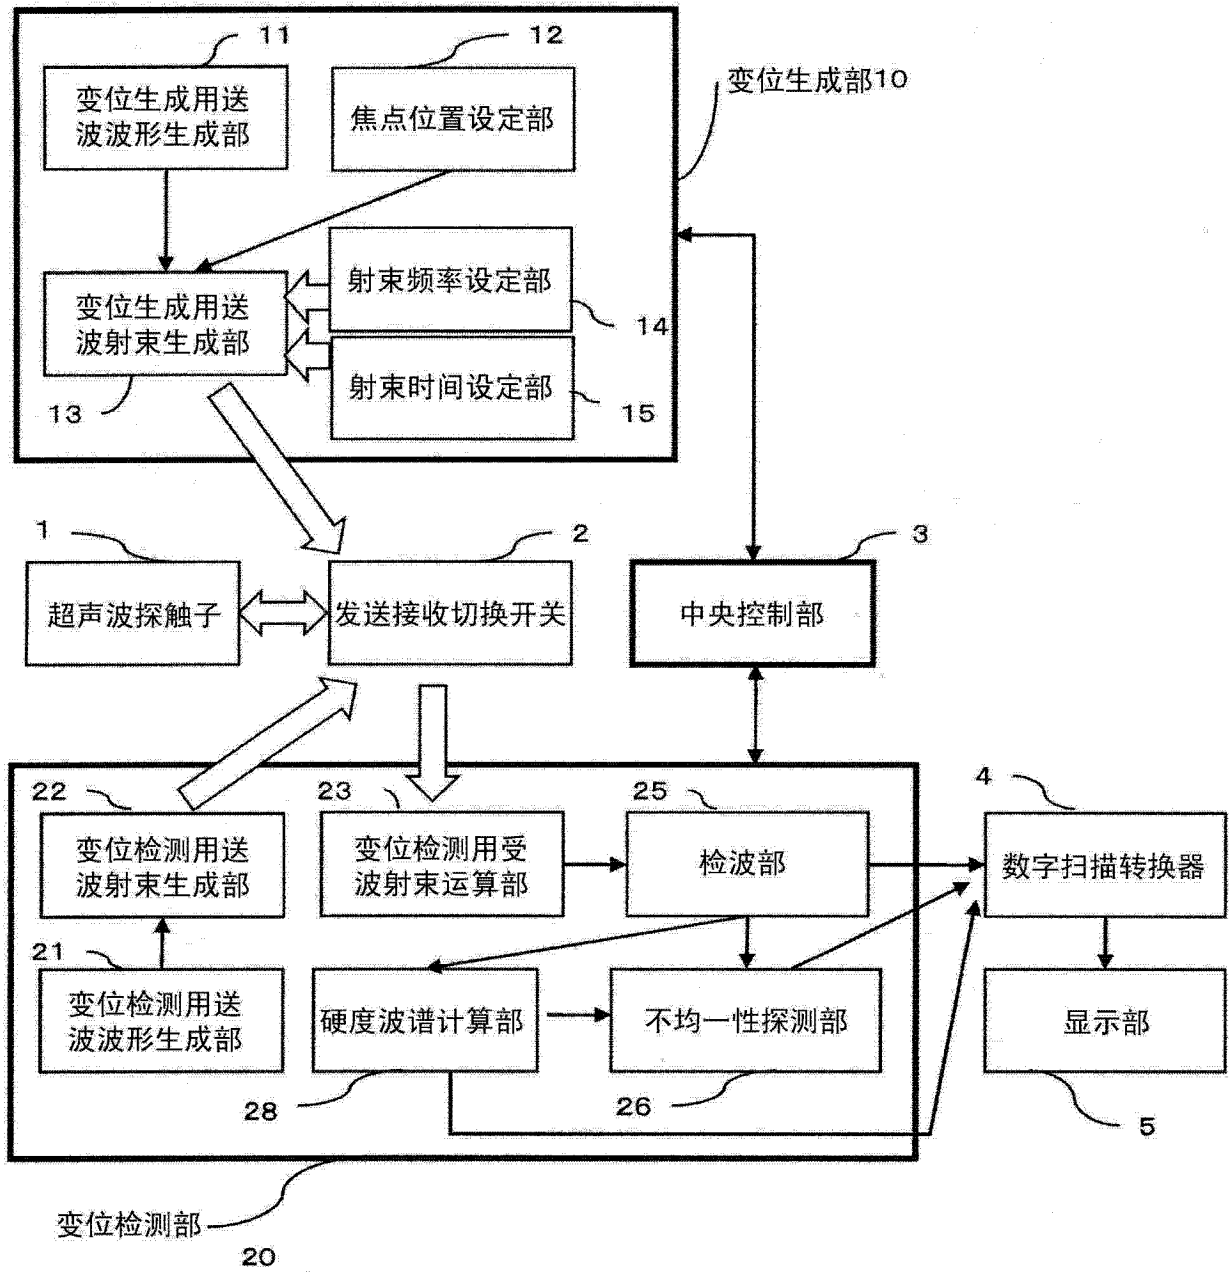 11
12
变位生成部10
变位生成用送
波波形生成部
焦点位置设定部
变位生成用送
波射束生成部
射束频率设定部
14
射束时间设定部
13
15
1
2
3
超声波探触子
发送接收切换开关
中央控制部
22
23
25
4
变位检测用送
波射束生成部
变位检测用受
波射束运算部
检波部
数字扫描转换器
21
变位检测用送
波波形生成部
硬度波谱计算部
不均一性探测部
显示部
28
26
5
变位检测部
20